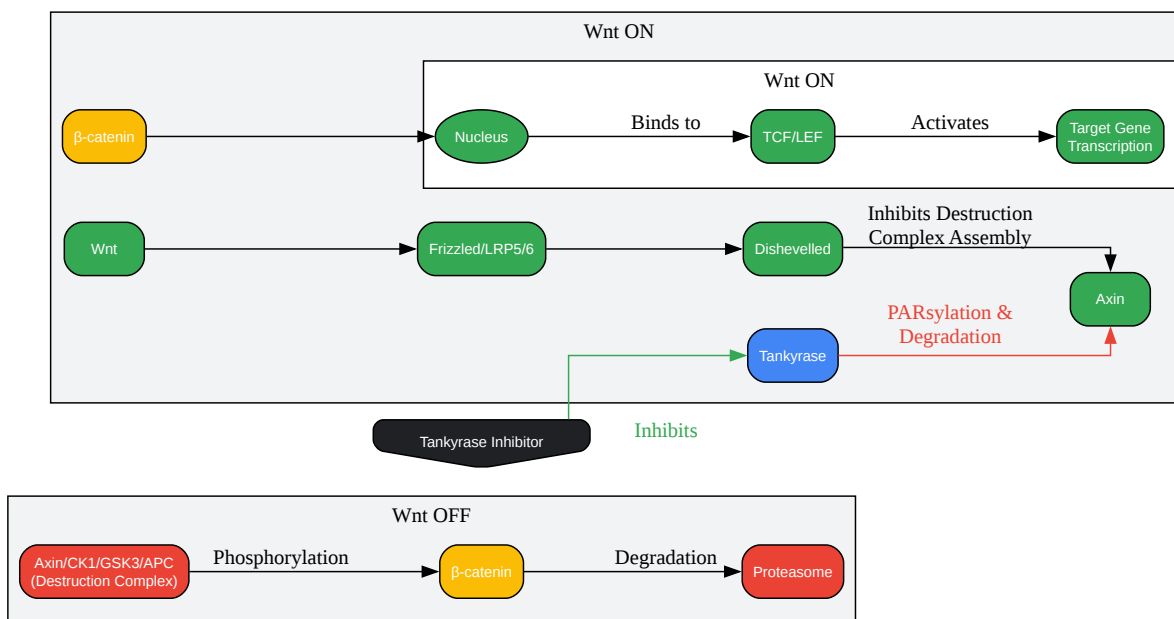 Wnt ON
Wnt ON
β-catenin
Nucleus
Binds to
TCF/LEF
Activates
Target Gene
Transcription
Wnt
Frizzled/LRP5/6
Dishevelled
Inhibits Destruction
Complex Assembly
Axin
PARsylation &
Degradation
Tankyrase
Tankyrase Inhibitor
Inhibits
Wnt OFF
Axin/CK1/GSK3/APC
(Destruction Complex)
Phosphorylation
β-catenin
Degradation
Proteasome